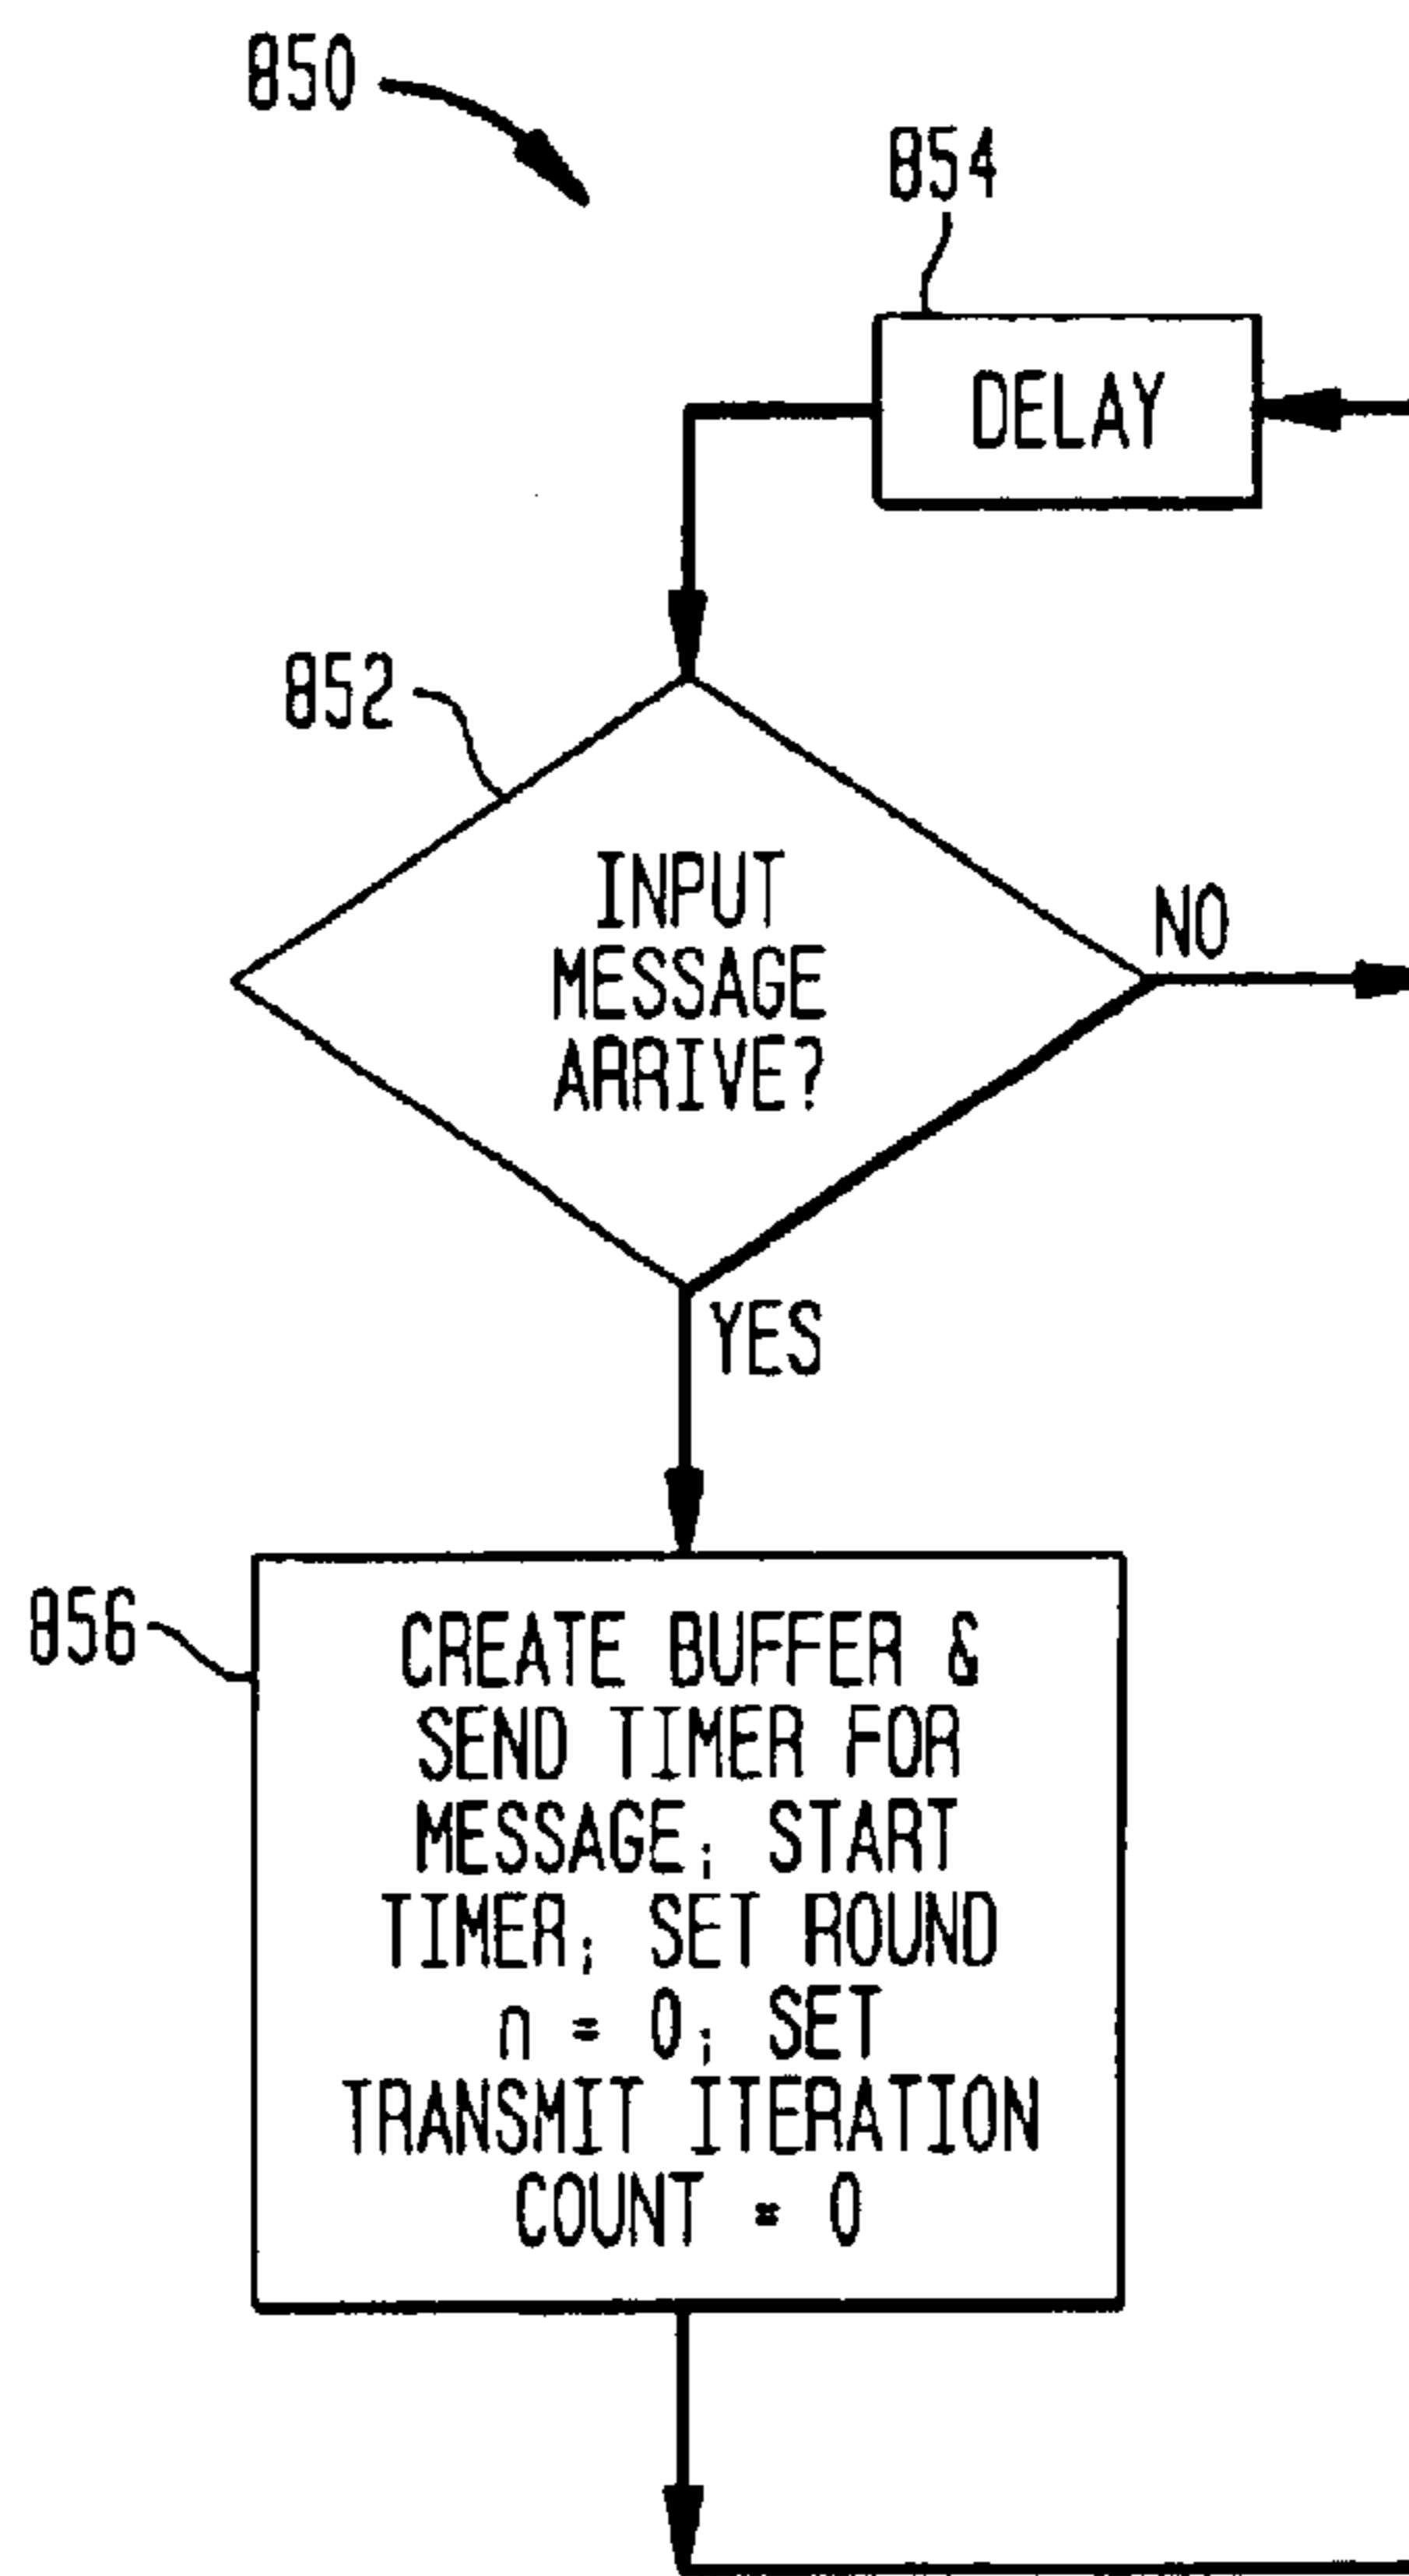 850
854
DELAY
852
INPUT
MESSAGE
ARRIVE?
NO
YES
856
CREATE BUFFER &
SEND TIMER FOR
MESSAGE; START
TIMER; SET ROUND
n = 0; SET
TRANSMIT ITERATION
COUNT = 0